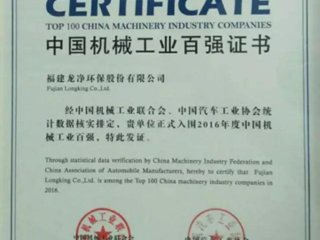 CERTIFICATE
TOP 100 CHINA MACHINERY INDUSTRY COMPANIES
中国机械工业百强证书
福建龙净环保股份有限公司
Fujian Longking Co.,Ltd.
经中国机械工业联合会、中国汽车工业协会统
计数据核实排定，贵单位正式入围2016年度中国机
械工业百强，特此发证。
Through statistical data verification by China Machinery Industry Federation and
China Association of Automobile Manufacturers, hereby to certify that Fujian
Longking Co.,Ltd. is among the Top 100 China machinery industry companies in
2016.